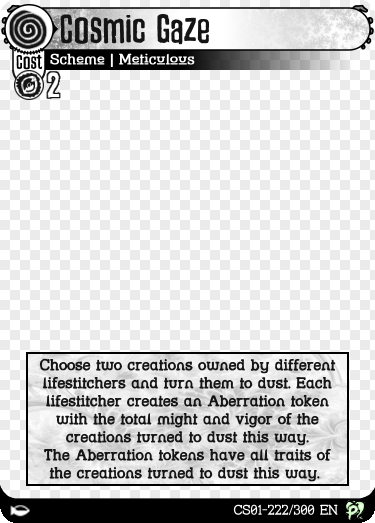 Cosmic Gaze
Cost
Scheme | Meticulous
2
Choose two creations owned by different
lifestitchers and turn them to dust. Each
lifestitcher creates an Aberration token
with the total might and vigor of the
creations turned to dust this way.
The Aberration tokens have all traits of
the creations turned to dust this way.
CS01-222/300 EN